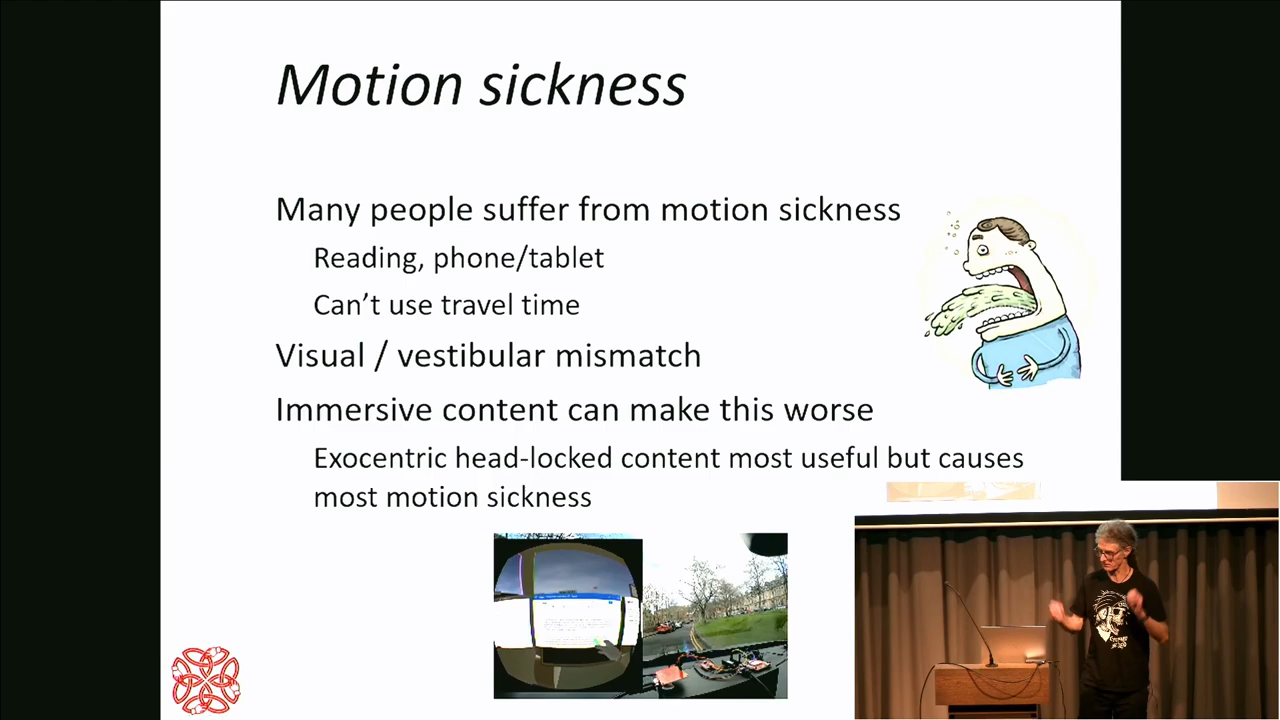 Motion sickness
Many people suffer from motion sickness
Reading, phone/tablet
Can't use travel time
Visual / vestibular mismatch
Immersive content can make this worse
Exocentric head-locked content most useful but causes
most motion sickness